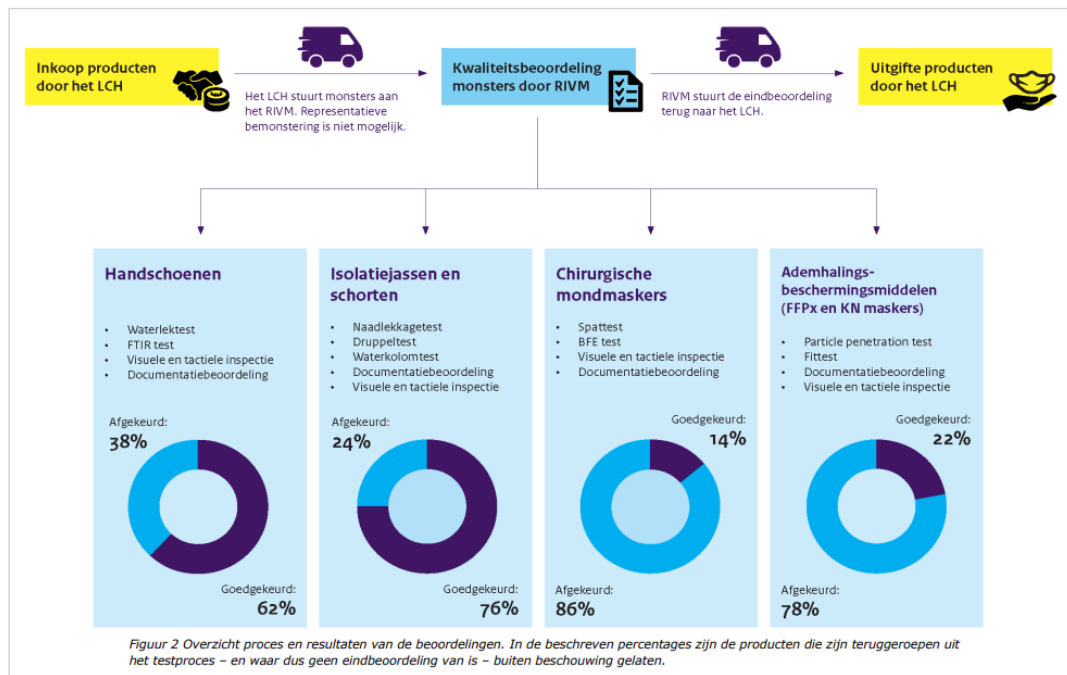 Inkoop producten
door het LCH
Het LCH stuurt monsters aan
het RIVM. Representatieve
bemonstering is niet mogelijk.
Kwaliteitsbeoordeling
monsters door RIVM
RIVM stuurt de eindbeoordeling
terug naar het LCH.
Uitgifte producten
door het LCH
Handschoenen
• Waterlektest
• FTIR test
• Visuele en tactiele inspectie
• Documentatiebeoordeling
Afgekeurd:
38%
Goedgekeurd:
62%
Isolatiejassen en
schorten
• Naadlekkagetest
• Druppeltest
• Waterkolomtest
• Documentatiebeoordeling
• Visuele en tactiele inspectie
Afgekeurd:
24%
Goedgekeurd:
76%
Chirurgische
mondmaskers
• Spattest
• BFE test
• Visuele en tactiele inspectie
• Documentatiebeoordeling
Goedgekeurd:
14%
Afgekeurd:
86%
Ademhalings-
beschermingsmiddelen
(FFPx en KN maskers)
• Particle penetration test
• Fittest
• Documentatiebeoordeling
• Visuele en tactiele inspectie
Goedgekeurd:
22%
Afgekeurd:
78%
Figuur 2 Overzicht proces en resultaten van de beoordelingen. In de beschreven percentages zijn de producten die zijn teruggeroepen uit
het testproces – en waar dus geen eindbeoordeling van is – buiten beschouwing gelaten.